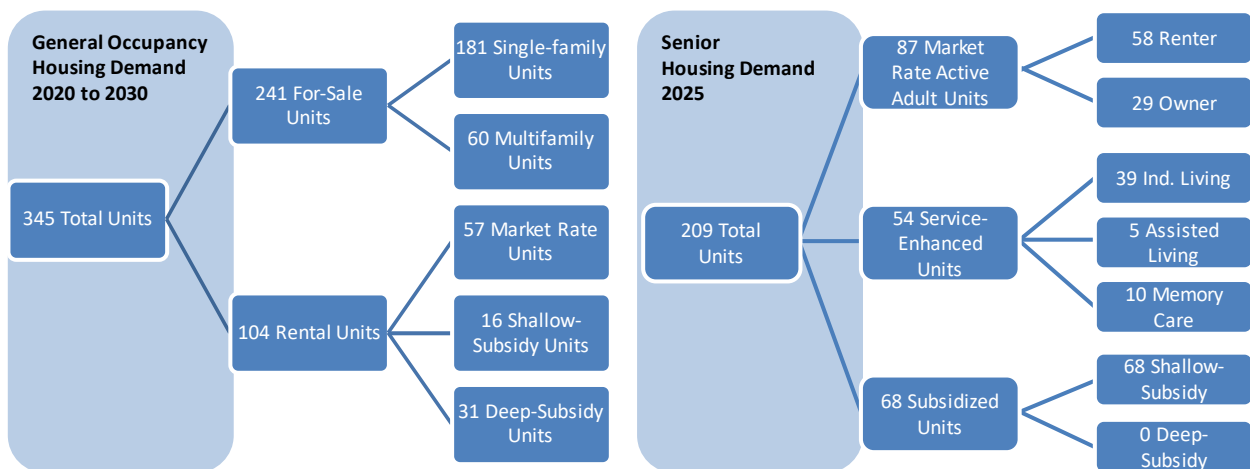 General Occupancy
Housing Demand
2020 to 2030
345 Total Units
241 For-Sale
Units
181 Single-family
Units
60 Multifamily
Units
104 Rental Units
57 Market Rate
Units
16 Shallow-
Subsidy Units
31 Deep-Subsidy
Units
Senior
Housing Demand
2025
209 Total
Units
87 Market
Rate Active
Adult Units
58 Renter
29 Owner
54 Service-
Enhanced
Units
39 Ind. Living
5 Assisted
Living
10 Memory
Care
68 Subsidized
Units
68 Shallow-
Subsidy
0 Deep-
Subsidy